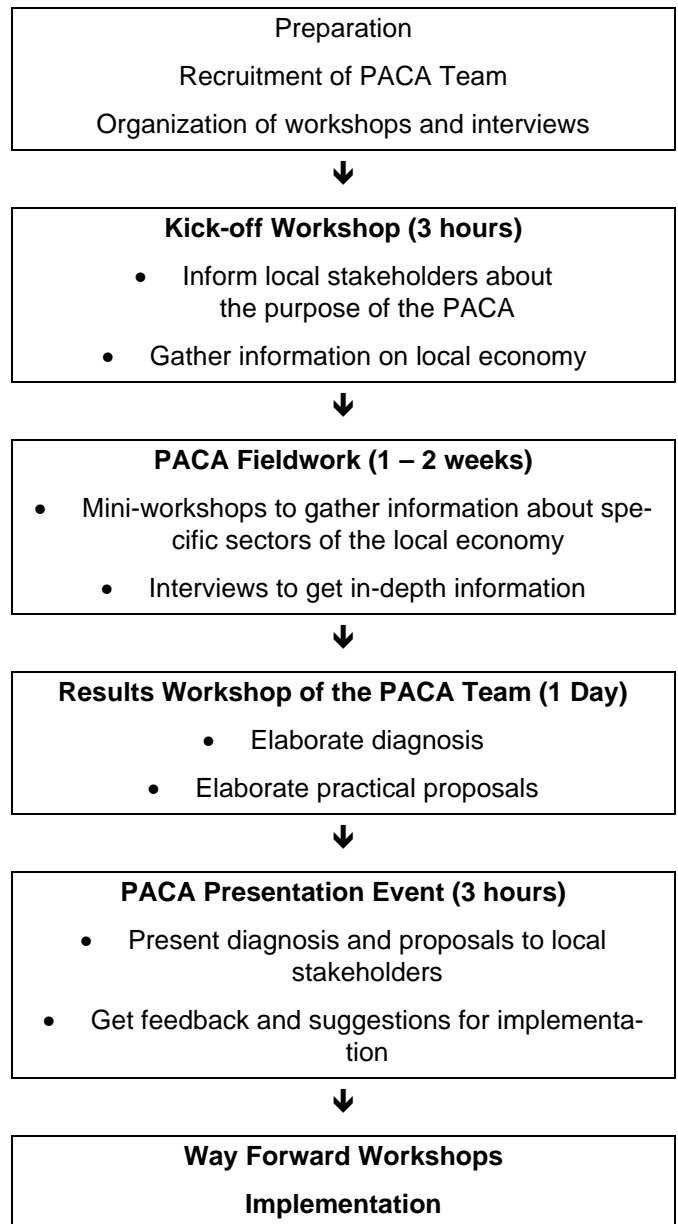 Preparation
Recruitment of PACA Team
Organization of workshops and interviews
🡻
Kick-off Workshop (3 hours)
• Inform local stakeholders about
the purpose of the PACA
• Gather information on local economy
🡻
PACA Fieldwork (1 – 2 weeks)
• Mini-workshops to gather information about spe-
cific sectors of the local economy
• Interviews to get in-depth information
🡻
Results Workshop of the PACA Team (1 Day)
• Elaborate diagnosis
• Elaborate practical proposals
🡻
PACA Presentation Event (3 hours)
• Present diagnosis and proposals to local
stakeholders
• Get feedback and suggestions for implementa-
tion
🡻
Way Forward Workshops
Implementation